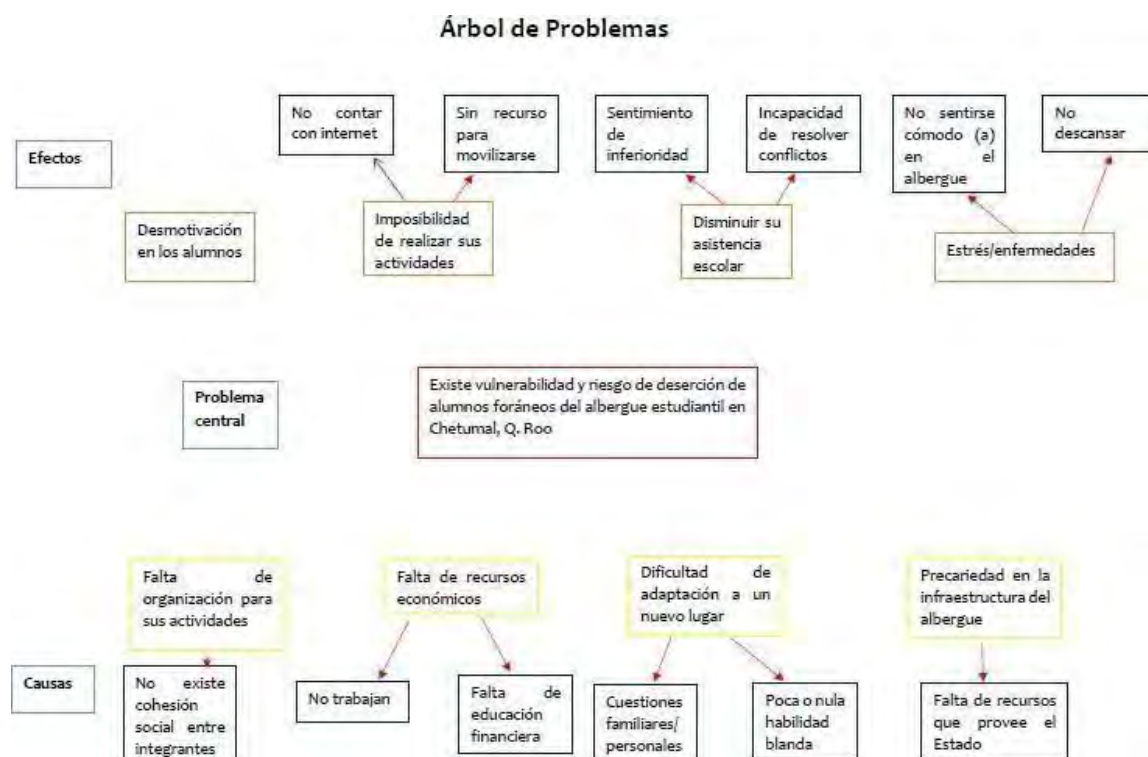 Árbol de Problemas
No contar
con internet
Sin recurso
para
movilizarse
Sentimiento
de
inferioridad
Incapacidad
de resolver
conflictos
No sentirse
cómodo (a)
en el
albergue
No
descansar
Efectos
Desmotivación
en los alumnos
Imposibilidad
de realizar sus
actividades
Disminuir su
asistencia
escolar
Estrés/enfermedades
Problema
central
Existe vulnerabilidad y riesgo de deserción de
alumnos foráneos del albergue estudiantil en
Chetumal, Q. Roo
Falta de
organización para
sus actividades
Falta de recursos
económicos
Dificultad de
adaptación a un
nuevo lugar
Precariedad en la
infraestructura del
albergue
Causas
No existe
cohesión
social entre
integrantes
No trabajan
Falta de
educación
financiera
Cuestiones
familiares/
personales
Poca o nula
habilidad
blanda
Falta de recursos
que provee el
Estado